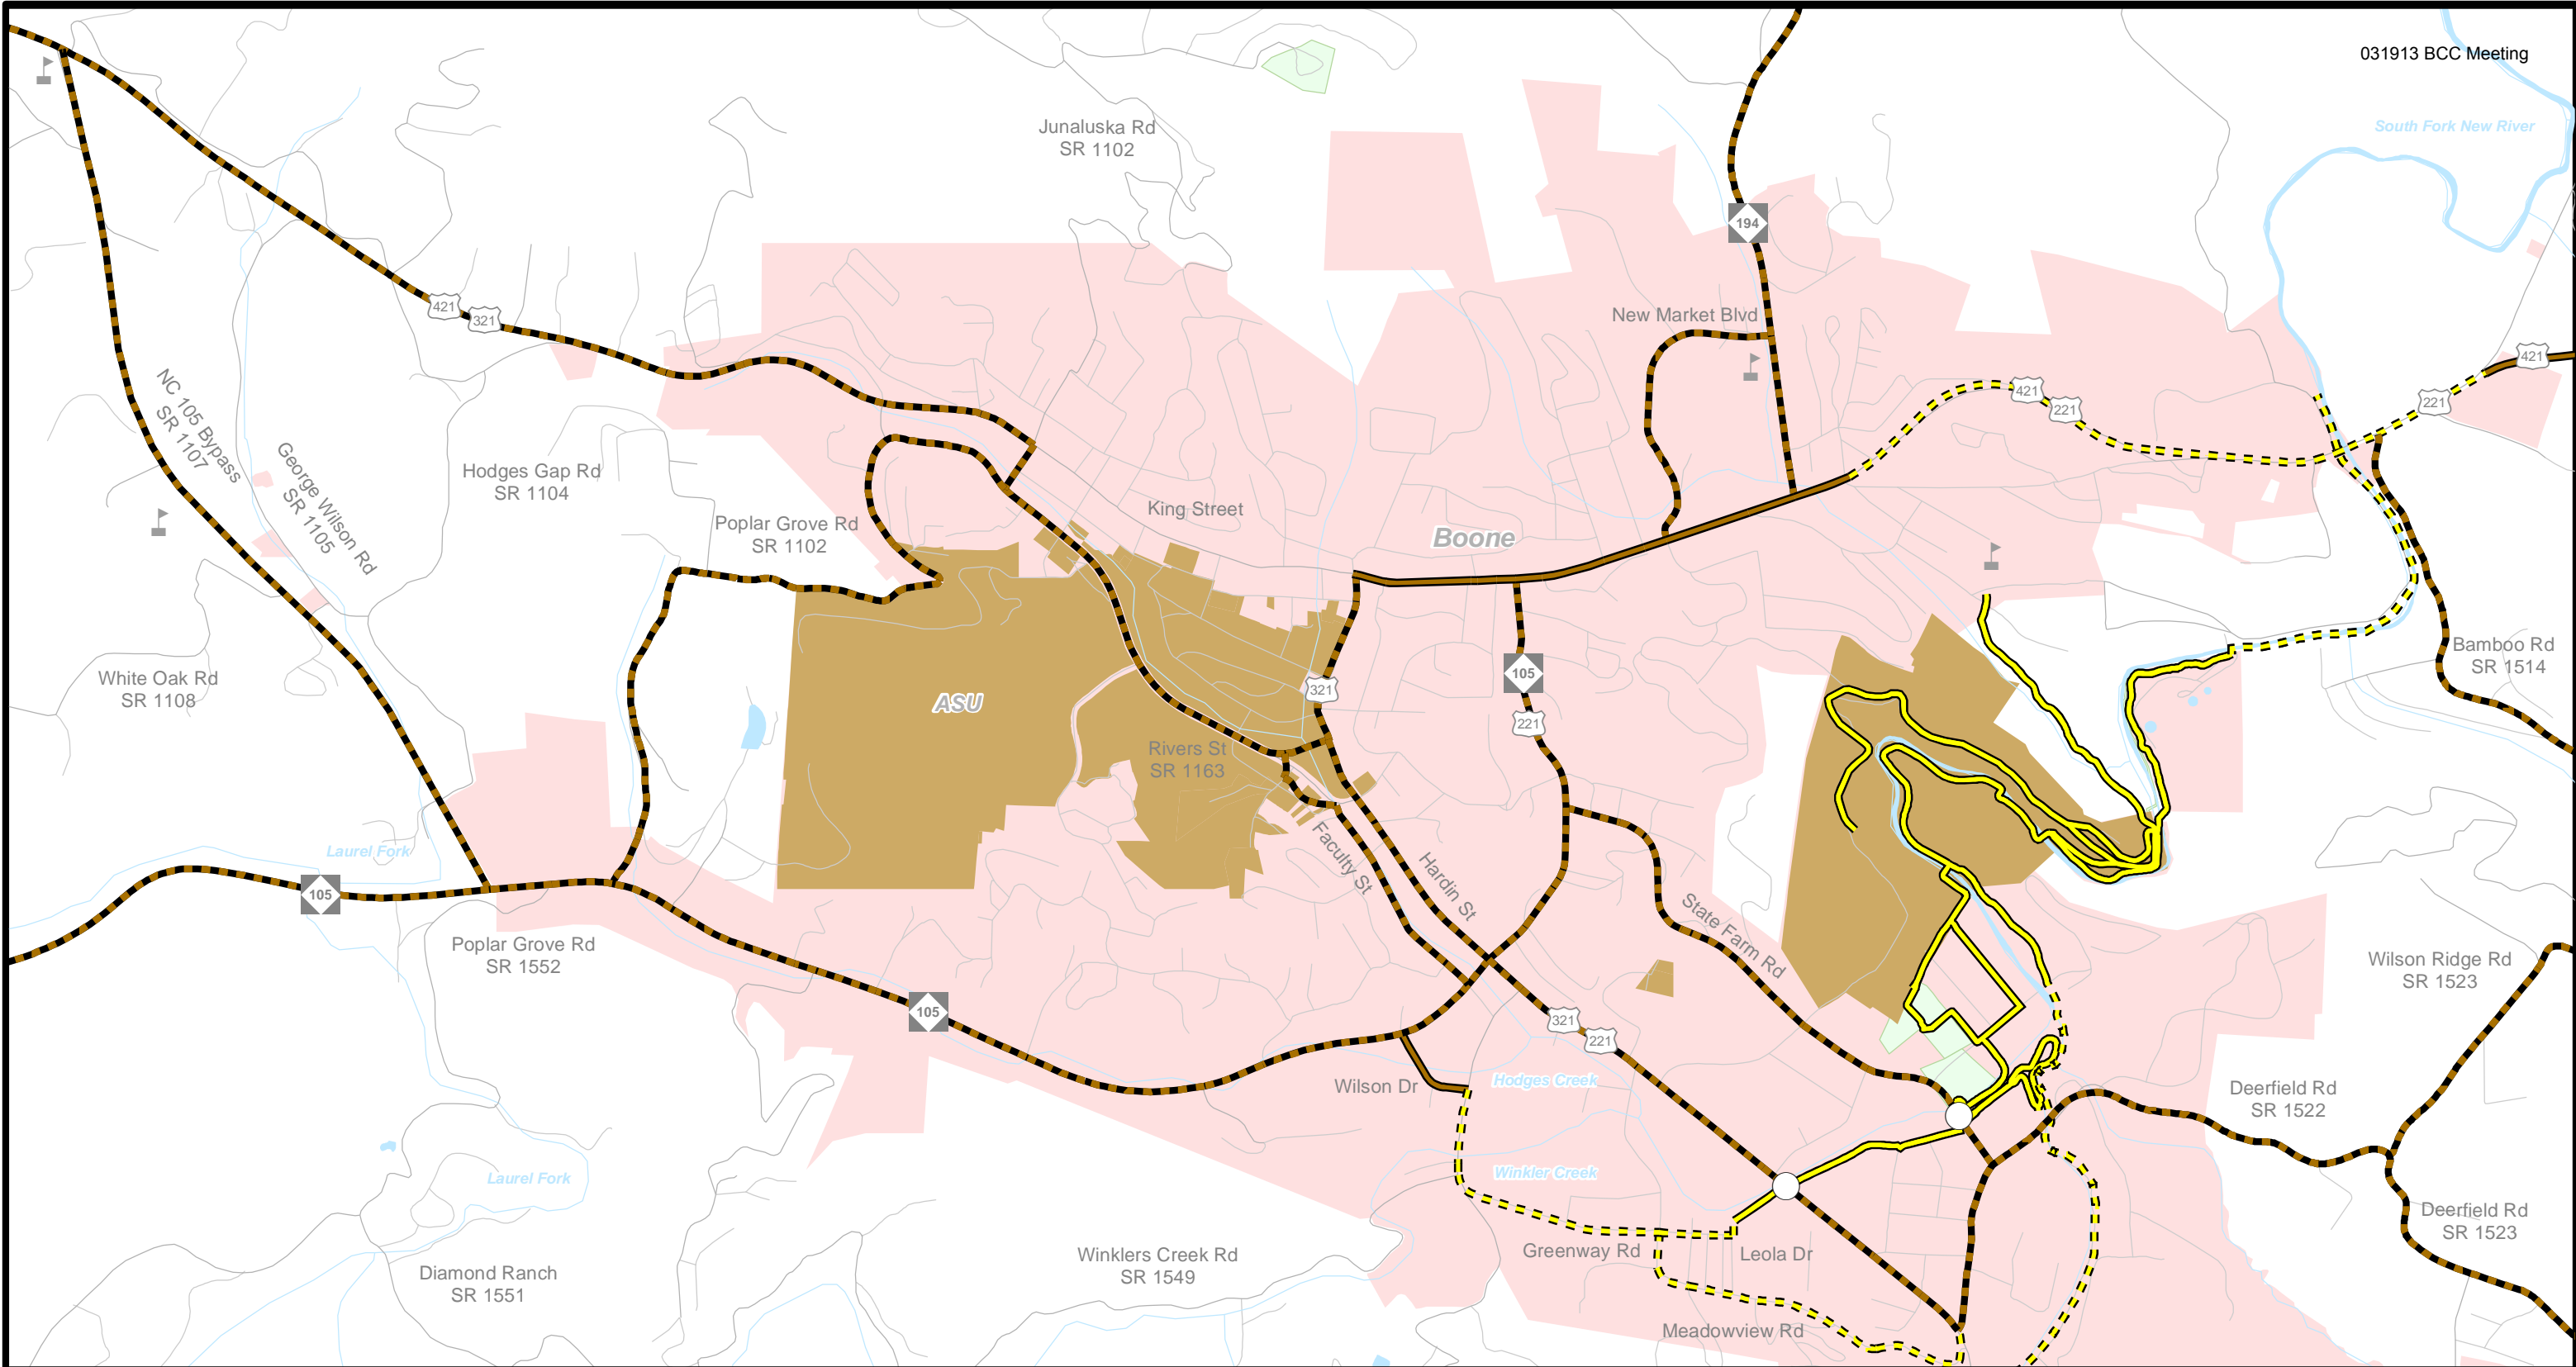 031913 BCC Meeting
South Fork New River
Junaluska Rd
SR 1102
194
New Market Blvd
421
321
421
221
421
221
NC 105 Bypass
SR 1107
George Wilson Rd
SR 1105
Hodges Gap Rd
SR 1104
Poplar Grove Rd
SR 1102
King Street
Boone
White Oak Rd
SR 1108
ASU
321
105
221
Bamboo Rd
SR 1514
Rivers St
SR 1163
Laurel Fork
105
Faculty St
Hardin St
State Farm Rd
Poplar Grove Rd
SR 1552
105
321
221
Wilson Ridge Rd
SR 1523
Wilson Dr
Hodges Creek
Deerfield Rd
SR 1522
Laurel Fork
Winkler Creek
Deerfield Rd
SR 1523
Diamond Ranch
SR 1551
Winklers Creek Rd
SR 1549
Greenway Rd
Leola Dr
Meadowview Rd